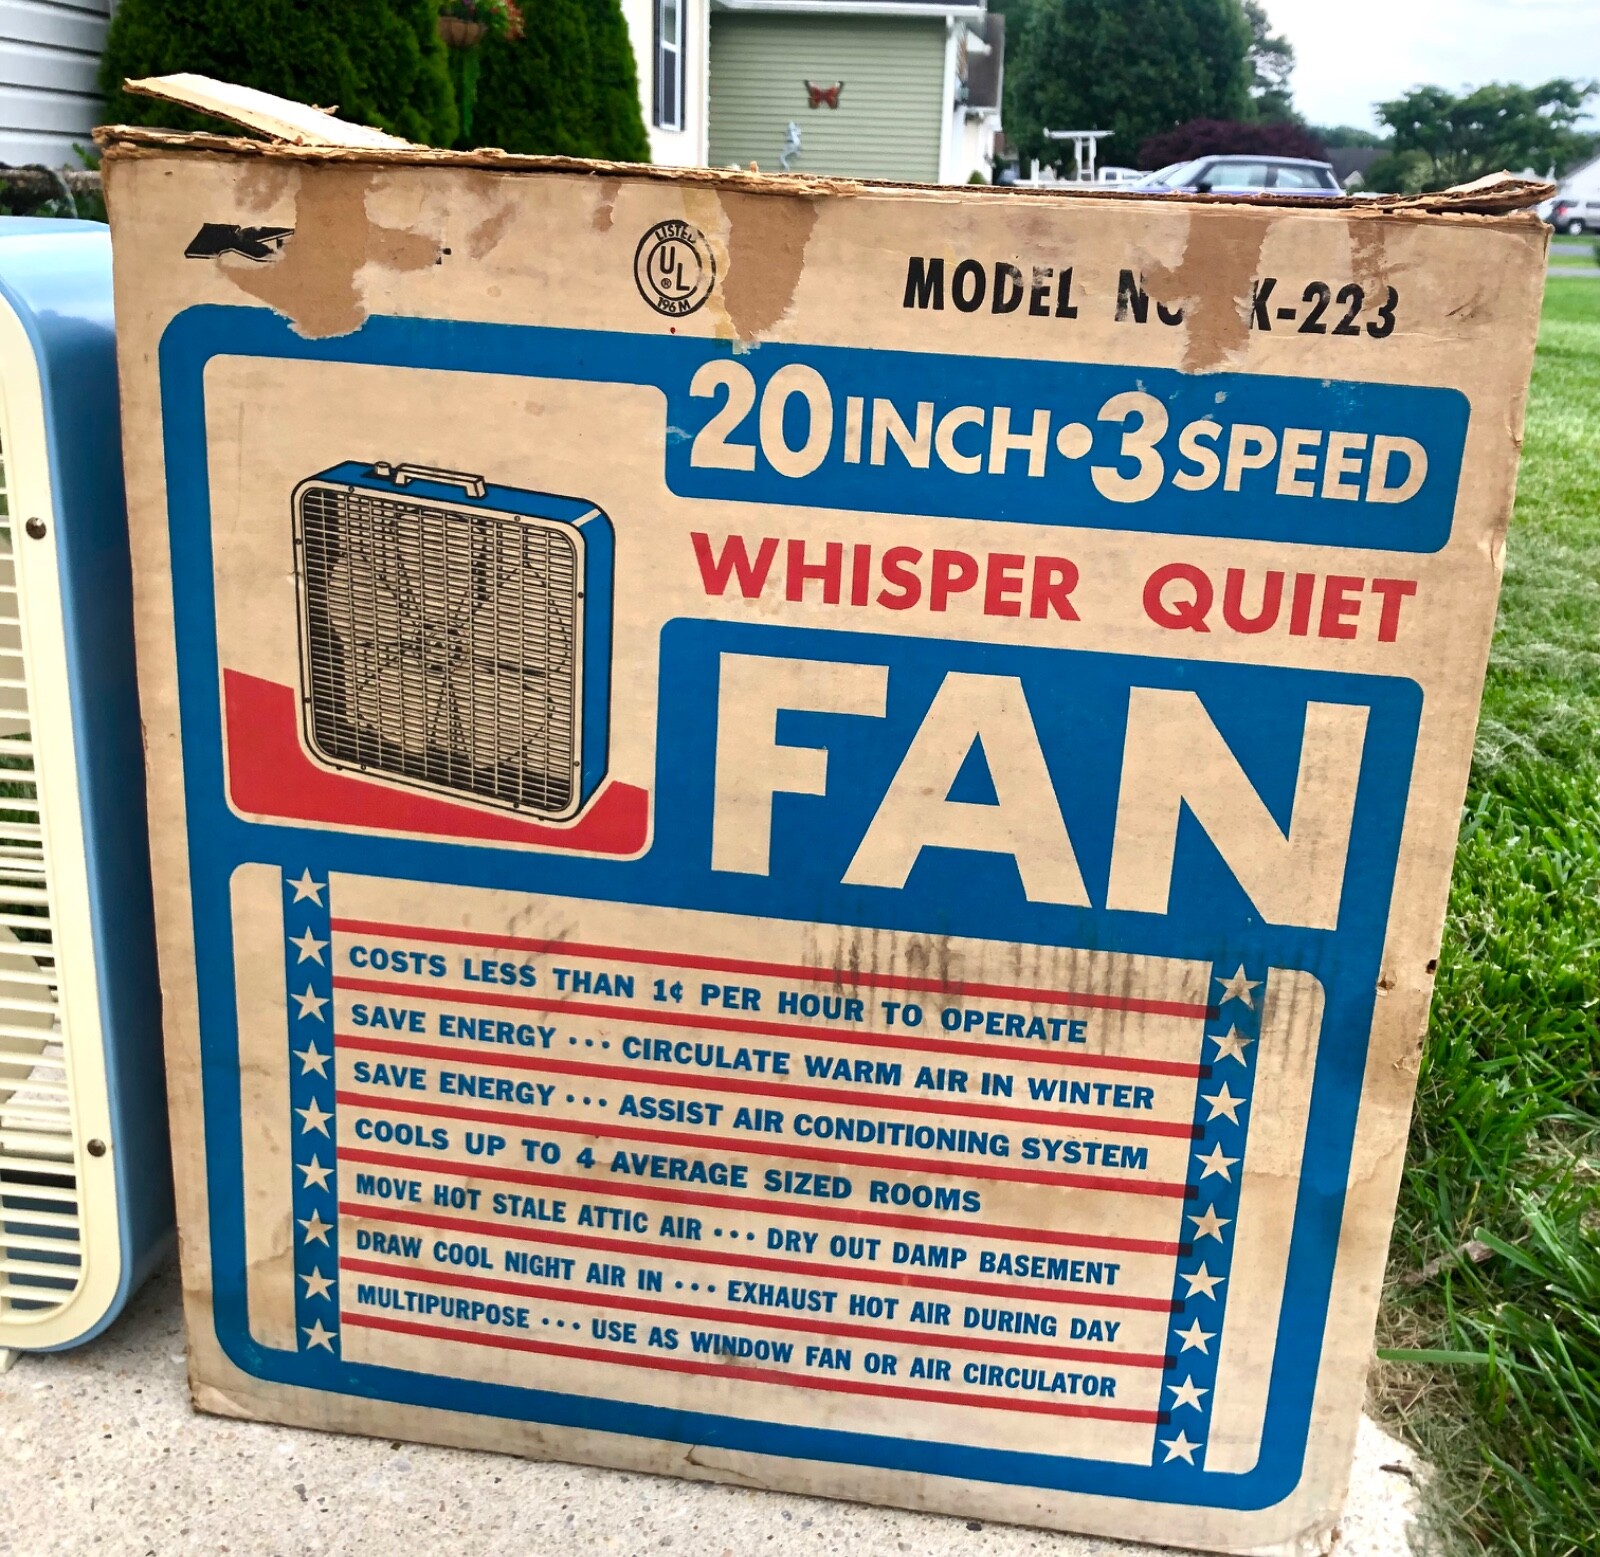 LISTED
UL
®
196M
MODEL K-223
20 INCH • 3 SPEED
WHISPER QUIET
FAN
COSTS LESS THAN 1¢ PER HOUR TO OPERATE
SAVE ENERGY ... CIRCULATE WARM AIR IN WINTER
SAVE ENERGY ... ASSIST AIR CONDITIONING SYSTEM
COOLS UP TO 4 AVERAGE SIZED ROOMS
MOVE HOT STALE ATTIC AIR ... DRY OUT DAMP BASEMENT
DRAW COOL NIGHT AIR IN ... EXHAUST HOT AIR DURING DAY
MULTIPURPOSE ... USE AS WINDOW FAN OR AIR CIRCULATOR